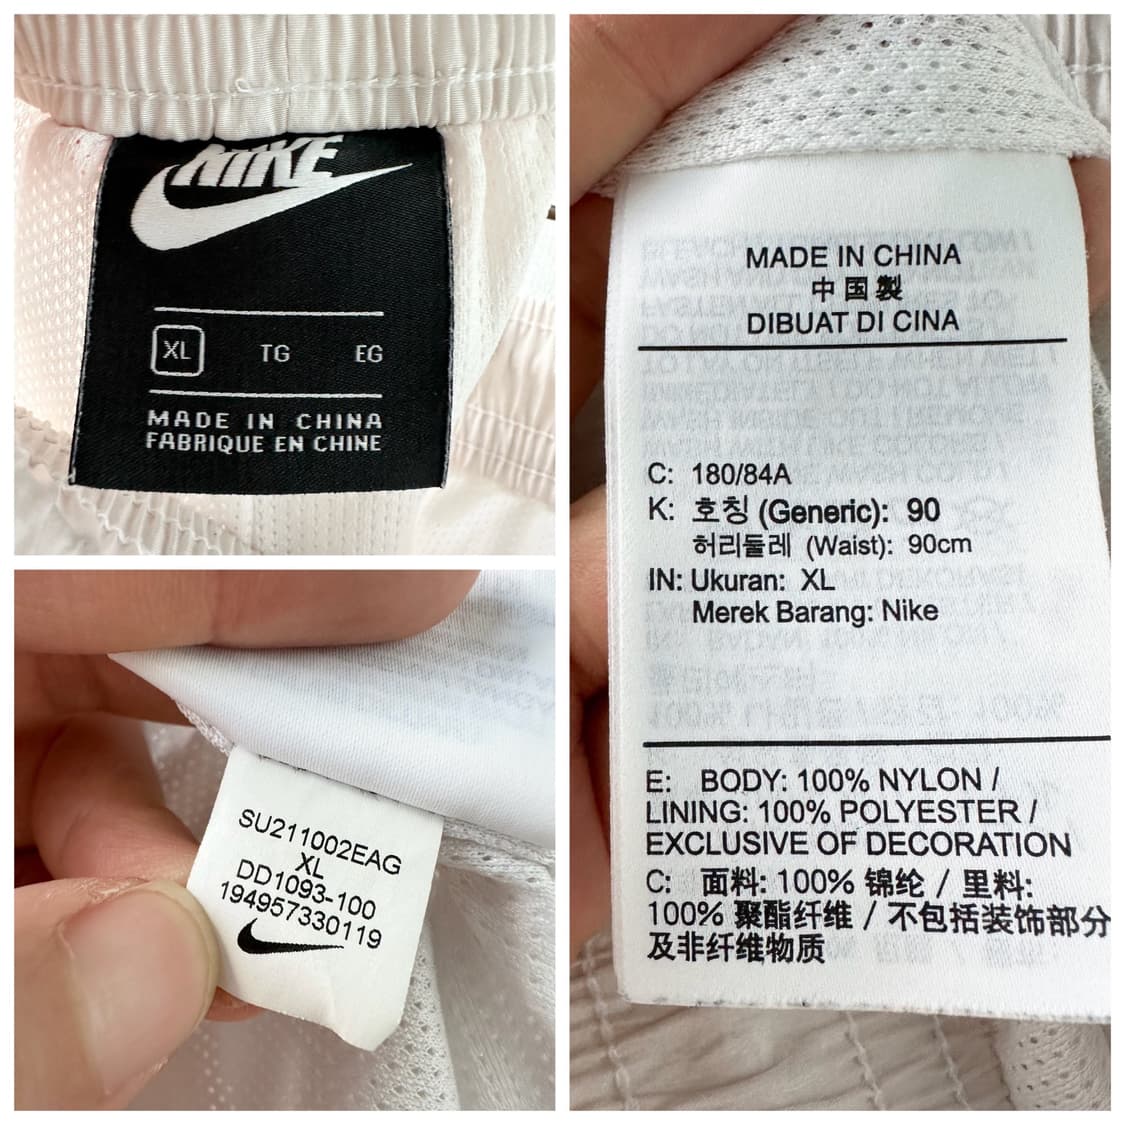 NIKE
XL TG EG
MADE IN CHINA
FABRIQUE EN CHINE
SU211002EAG
XL
DD1093-100
194957330119
MADE IN CHINA
中国製
DIBUAT DI CINA
C: 180/84A
K: 호칭 (Generic): 90
허리둘레 (Waist): 90cm
IN: Ukuran: XL
Merek Barang: Nike
E: BODY: 100% NYLON /
LINING: 100% POLYESTER /
EXCLUSIVE OF DECORATION
C: 面料: 100% 锦纶 / 里料:
100% 聚酯纤维 / 不包括装饰部分
及非纤维物质